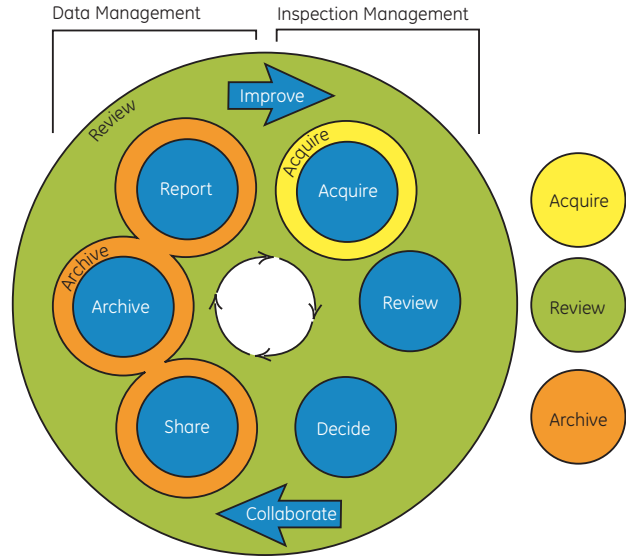 Data Management
Inspection Management
Improve
Review
Acquire
Report
Acquire
Acquire
Archive
Archive
Review
Review
Share
Decide
Archive
Collaborate